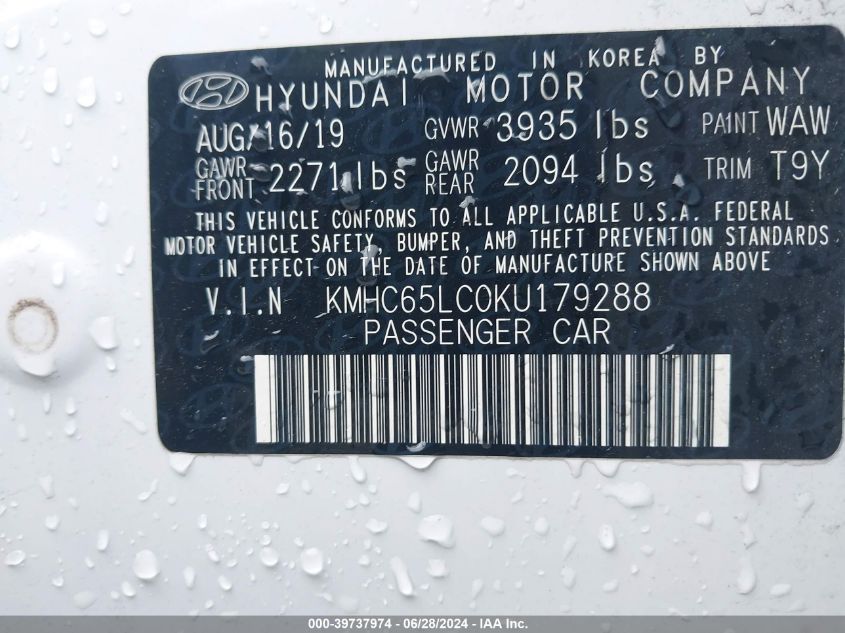 MANUFACTURED IN KOREA BY
HYUNDAI MOTOR COMPANY
AUG/16/19 GVWR 3935 lbs PAINT WAW
GAWR FRONT 2271 lbs GAWR REAR 2094 lbs TRIM T9Y
THIS VEHICLE CONFORMS TO ALL APPLICABLE U.S.A. FEDERAL
MOTOR VEHICLE SAFETY, BUMPER, AND THEFT PREVENTION STANDARDS
IN EFFECT ON THE DATE OF MANUFACTURE SHOWN ABOVE
V.I.N KMHC65LC0KU179288
PASSENGER CAR
000-39737974 - 06/28/2024 - IAA Inc.